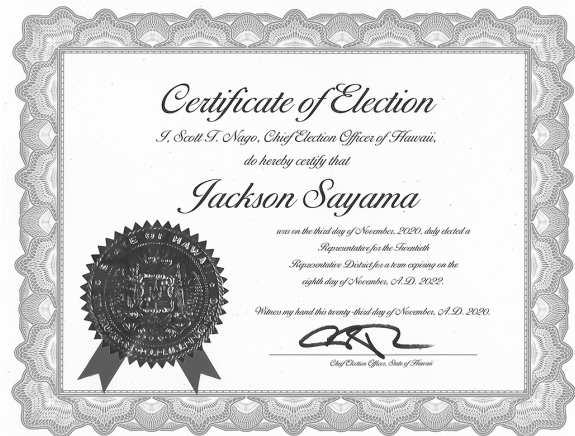 Certificate of Election
I, Scott T. Nago, Chief Election Officer of Hawaii,
do hereby certify that
Jackson Sayama
was on the third day of November, 2020, duly elected a
Representative for the Twentieth
Representative District for a term expiring on the
eighth day of November, A.D. 2022.
Witness my hand this twenty-third day of November, A.D. 2020.
Chief Election Officer, State of Hawaii
STATE OF HAWAII